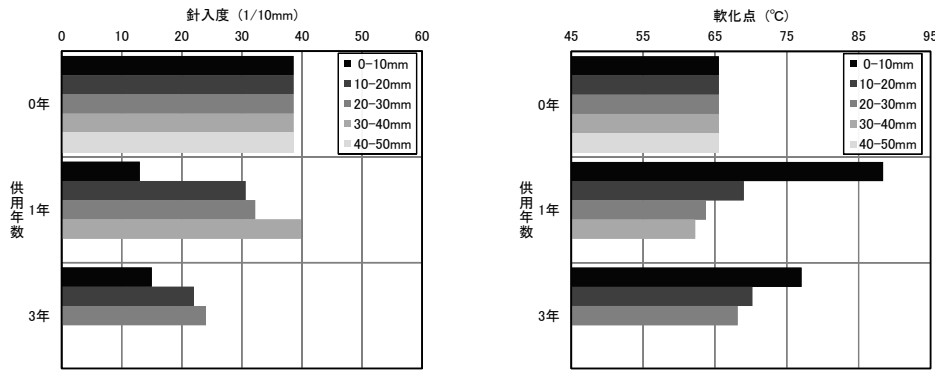 針入度（1/10mm）
0 10 20 30 40 50 60
0-10mm
10-20mm
20-30mm
30-40mm
40-50mm
0年
1年
3年
供用年数
軟化点（℃）
45 55 65 75 85 95
0-10mm
10-20mm
20-30mm
30-40mm
40-50mm
0年
1年
3年
供用年数